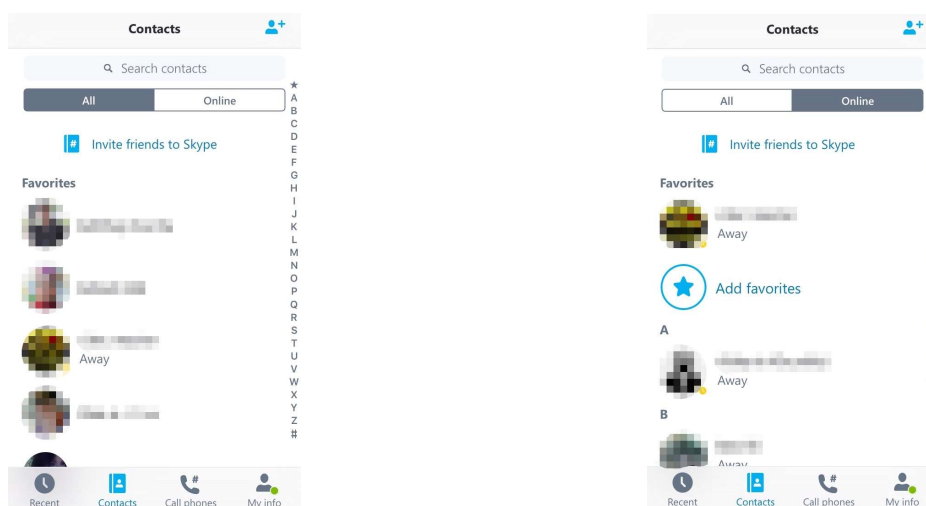 Contacts
Search contacts
All Online
Invite friends to Skype
Favorites
Away
Recent Contacts Call phones My info
★
A
B
C
D
E
F
G
H
I
J
K
L
M
N
O
P
Q
R
S
T
U
V
W
X
Y
Z
#
Contacts
Search contacts
All Online
Invite friends to Skype
Favorites
Away
Add favorites
A
Away
B
Away
Recent Contacts Call phones My info